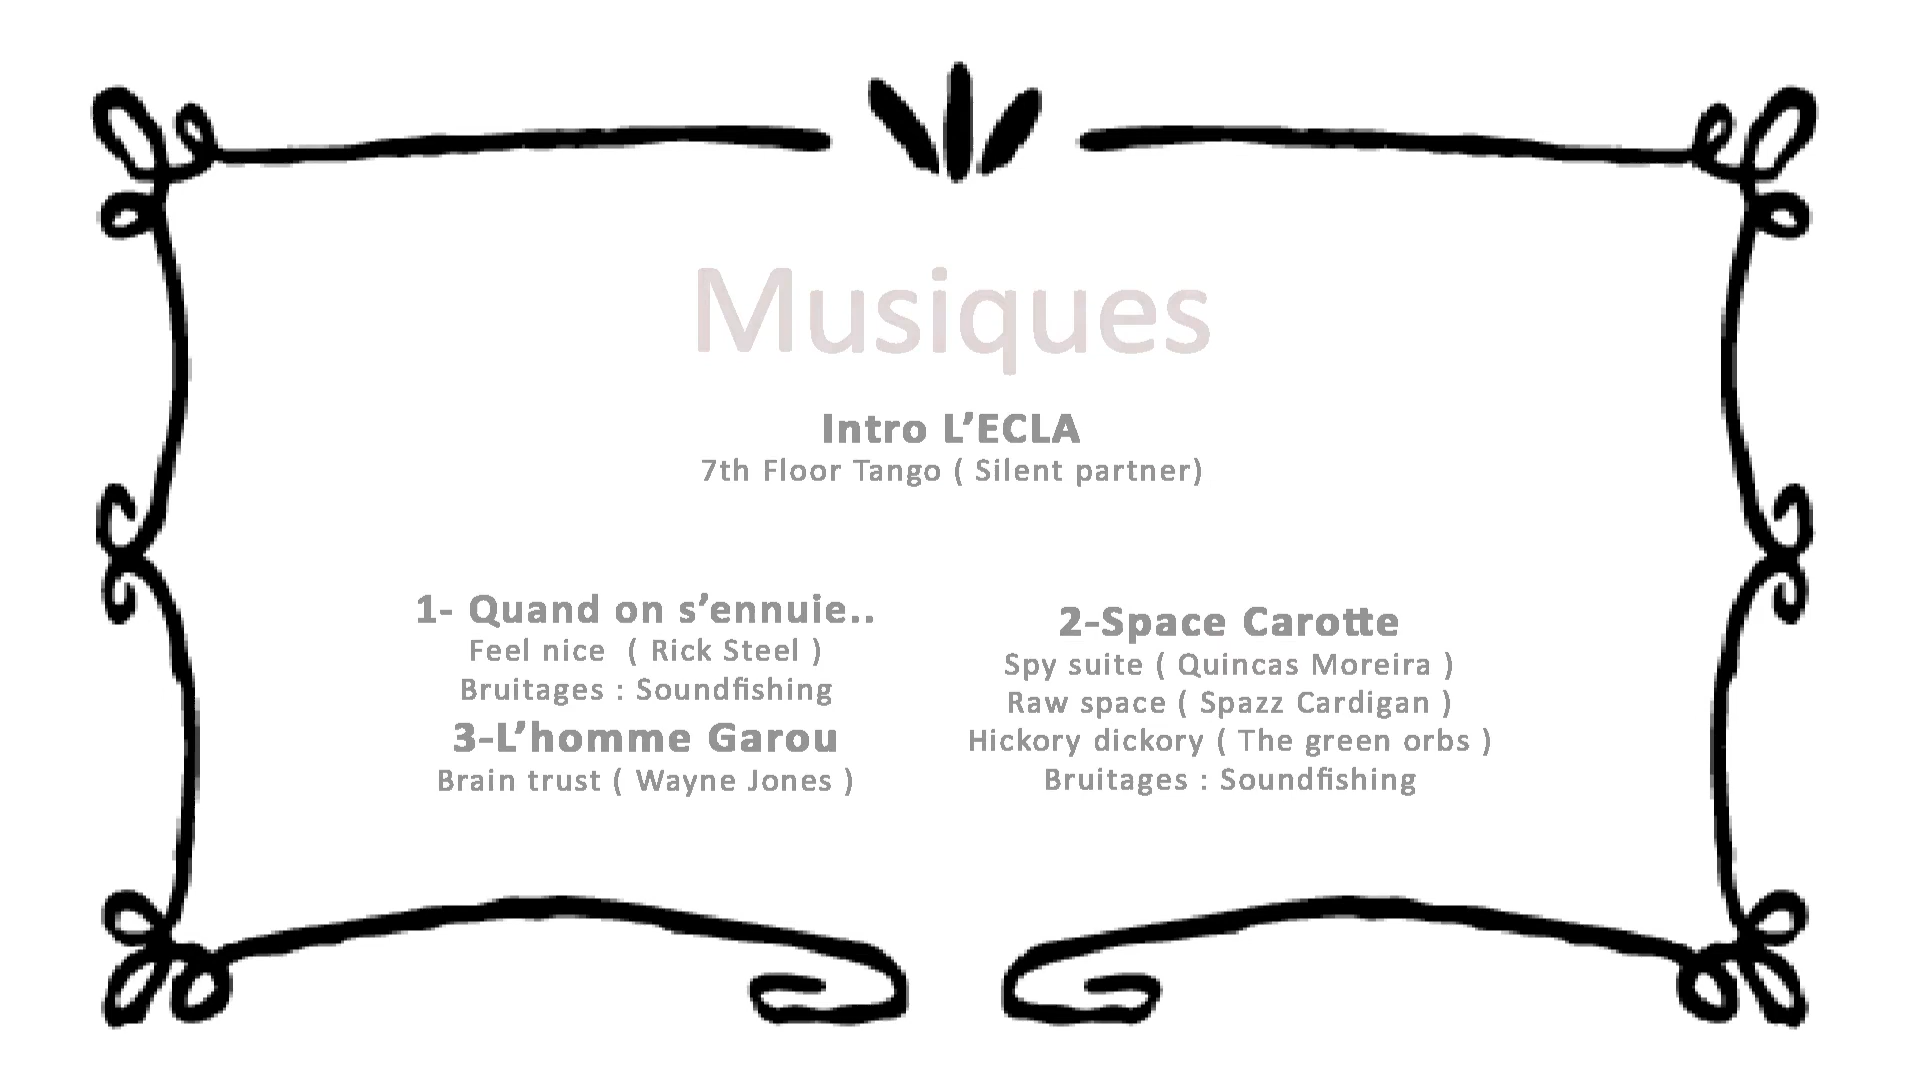 Musiques
Intro L’ECLA
7th Floor Tango ( Silent partner)
1- Quand on s’ennuie..
Feel nice  ( Rick Steel )
Bruitages : Soundfishing
3-L’homme Garou
Brain trust ( Wayne Jones )
2-Space Carotte
Spy suite ( Quincas Moreira )
Raw space ( Spazz Cardigan )
Hickory dickory ( The green orbs )
Bruitages : Soundfishing